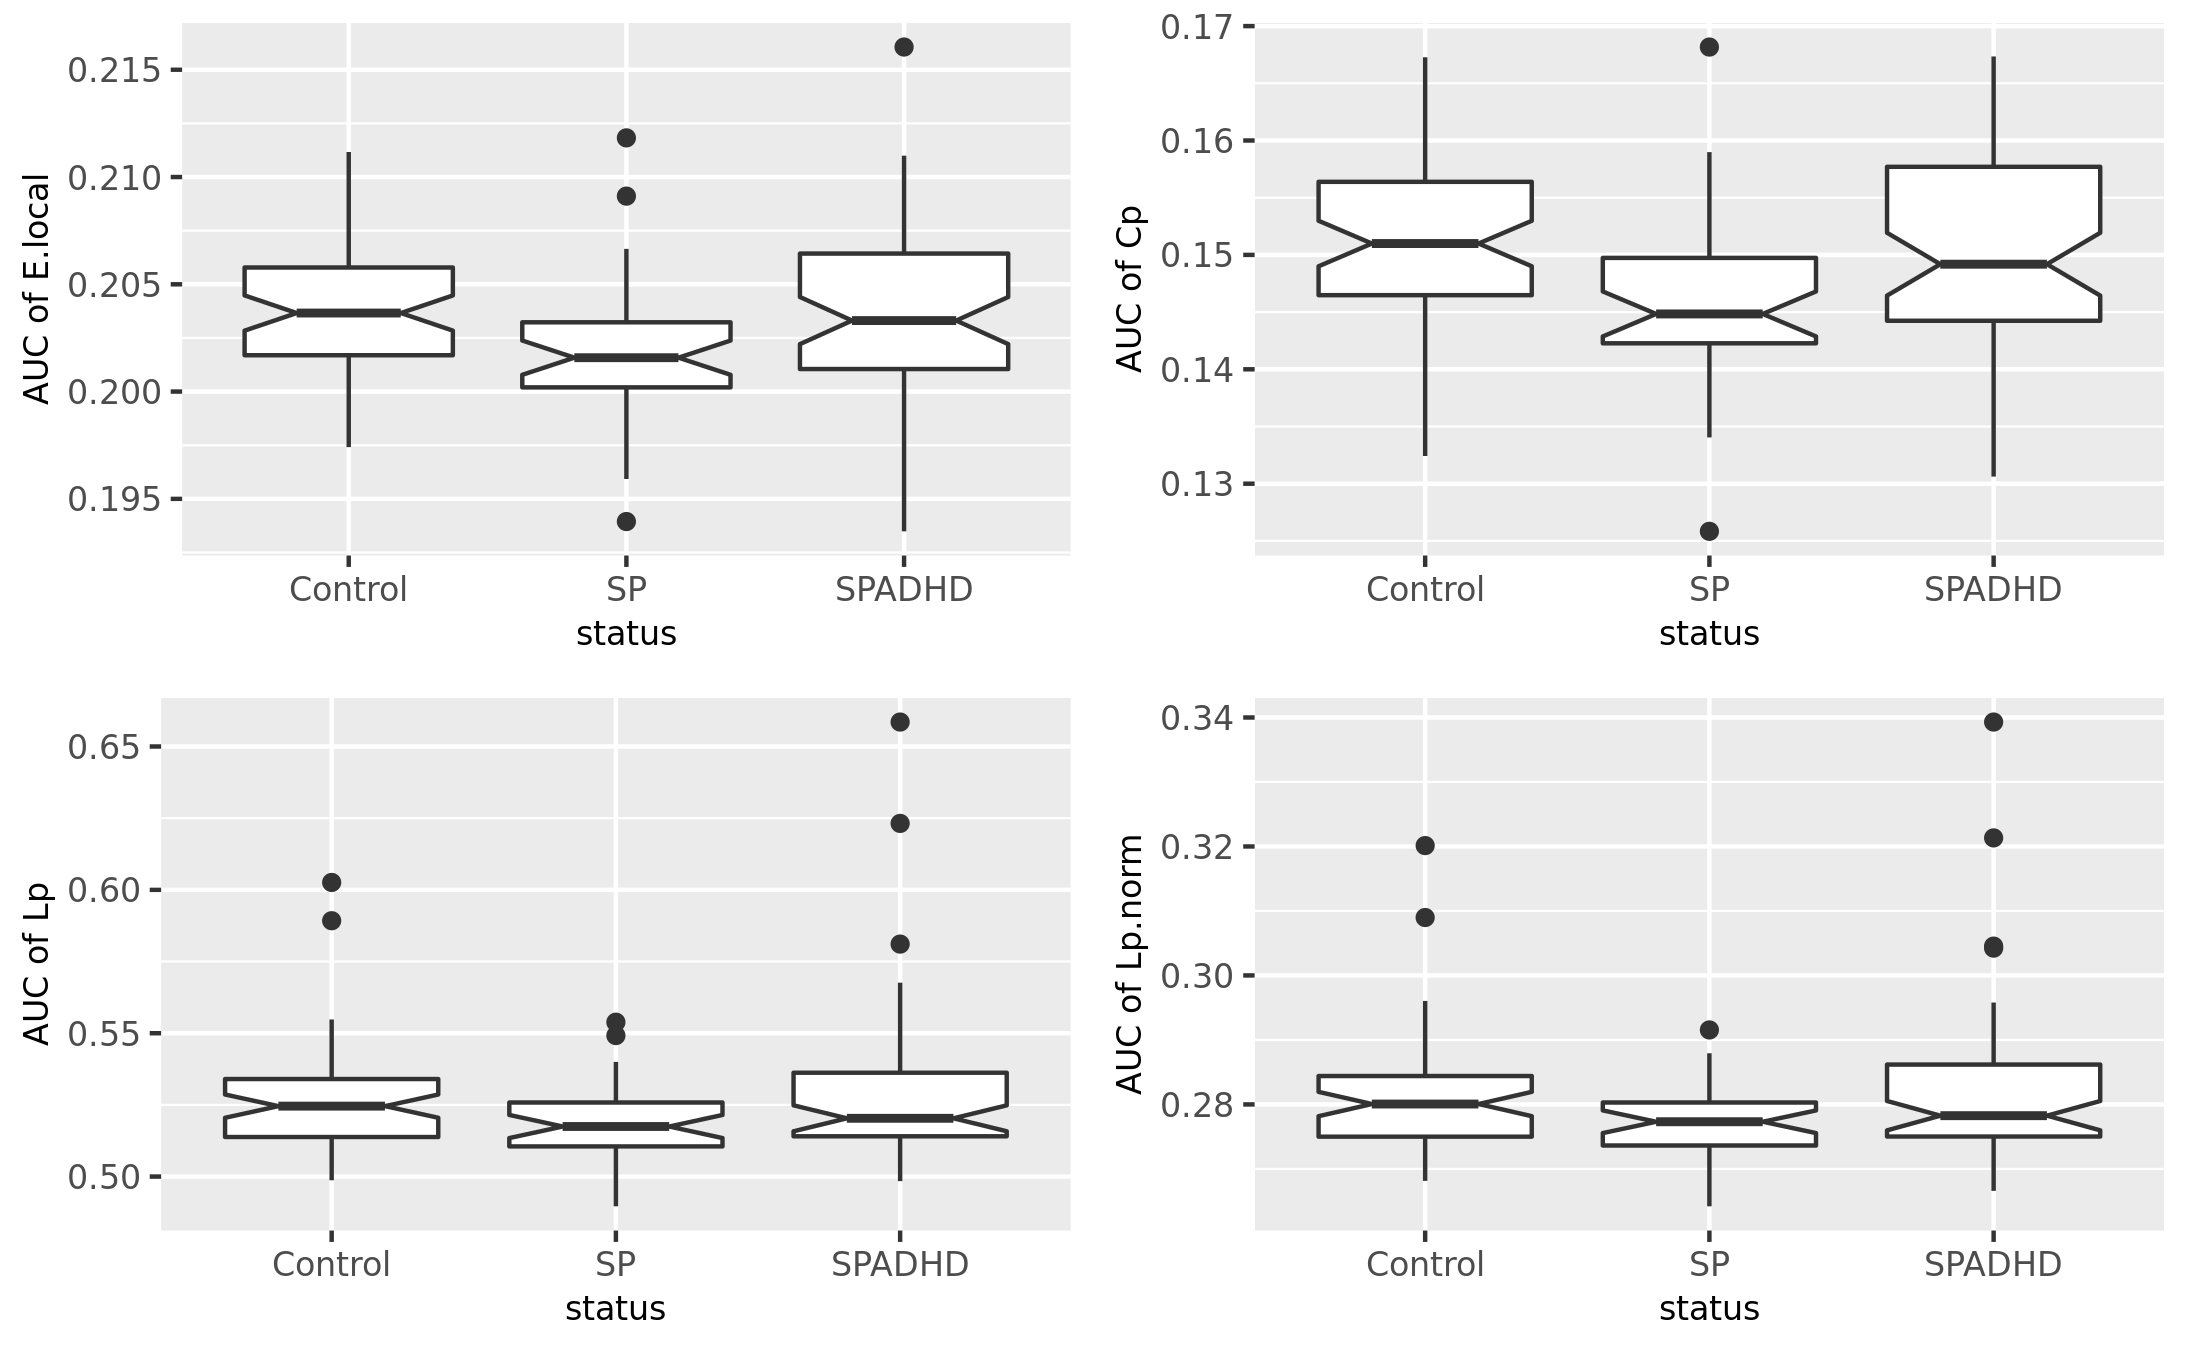 AUC of E.local
0.215
0.210
0.205
0.200
0.195
Control SP SPADHD
status
AUC of Cp
0.17
0.16
0.15
0.14
0.13
Control SP SPADHD
status
AUC of Lp
0.65
0.60
0.55
0.50
Control SP SPADHD
status
AUC of Lp.norm
0.34
0.32
0.30
0.28
Control SP SPADHD
status